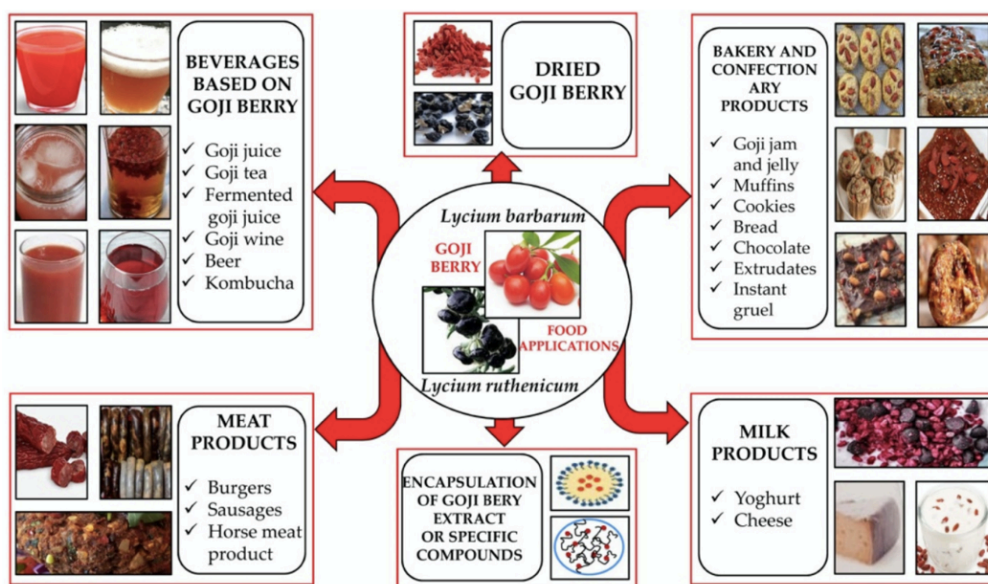 BEVERAGES
BASED ON
GOJI BERRY
✓ Goji juice
✓ Goji tea
✓ Fermented
goji juice
✓ Goji wine
✓ Beer
✓ Kombucha
DRIED
GOJI BERRY
BAKERY AND
CONFECTION
ARY
PRODUCTS
✓ Goji jam
and jelly
✓ Muffins
✓ Cookies
✓ Bread
✓ Chocolate
✓ Extrudates
✓ Instant
gruel
Lycium barbarum
GOJI
BERRY
FOOD
APPLICATIONS
Lycium ruthenicum
MEAT
PRODUCTS
✓ Burgers
✓ Sausages
✓ Horse meat
product
ENCAPSULATION
OF GOJI BERY
EXTRACT
OR SPECIFIC
COMPOUNDS
MILK
PRODUCTS
✓ Yoghurt
✓ Cheese